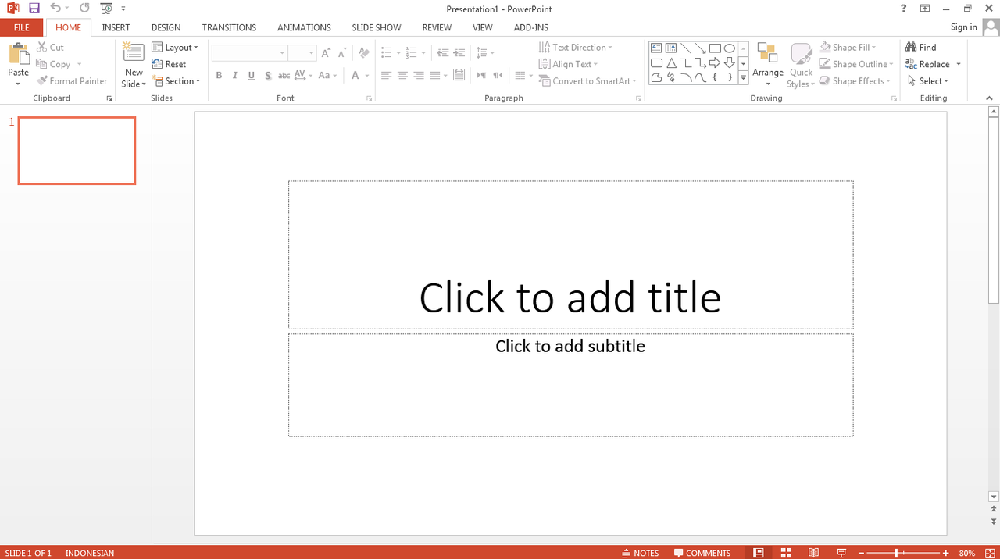 Presentation1 - PowerPoint
?
FILE HOME INSERT DESIGN TRANSITIONS ANIMATIONS SLIDE SHOW REVIEW VIEW ADD-INS Sign in
Paste
Cut
Copy
Format Painter
Clipboard
New
Slide
Layout
Reset
Section
Slides
B I U S abc AV Aa A
Font
Text Direction
Align Text
Convert to SmartArt
Paragraph
Arrange
Quick
Styles
Shape Fill
Shape Outline
Shape Effects
Drawing
Find
Replace
Select
Editing
1
Click to add title
Click to add subtitle
SLIDE 1 OF 1 INDONESIAN NOTES COMMENTS 80%